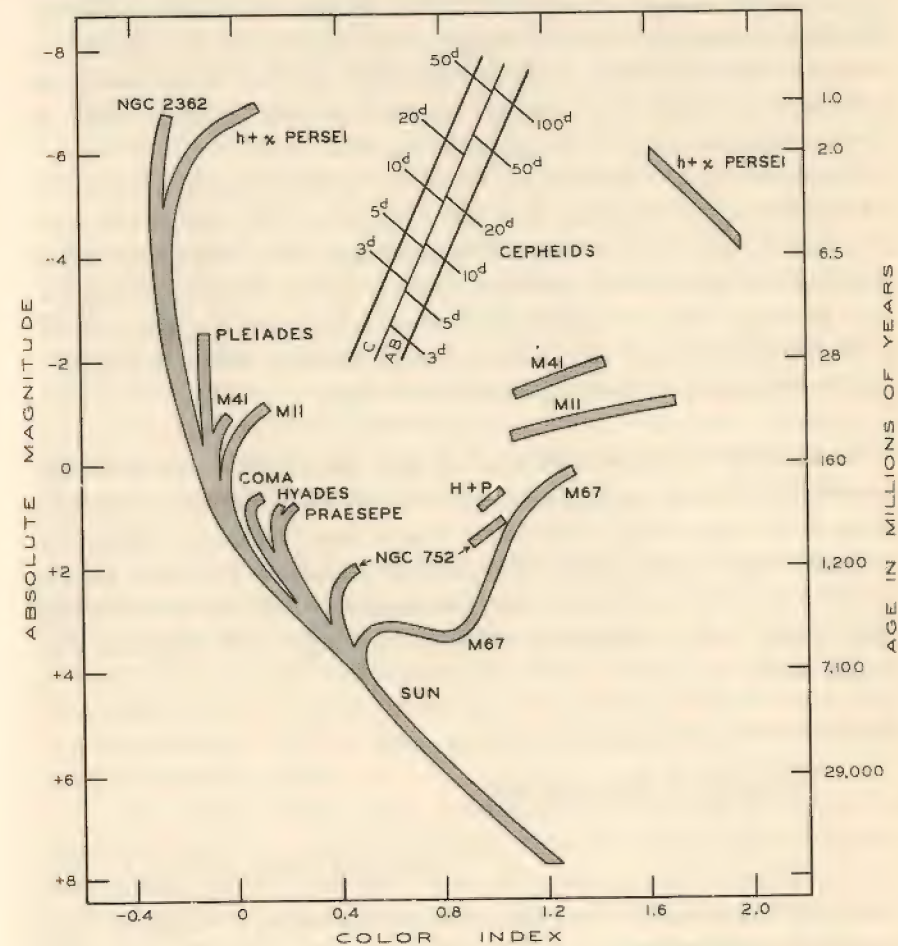 -8
-6
-4
-2
0
+2
+4
+6
+8
ABSOLUTE MAGNITUDE
NGC 2362
h+χ PERSEI
PLEIADES
M41
M11
COMA
HYADES
PRAESEPE
NGC 752
H+P
M67
M67
SUN
50d
20d
10d
5d
3d
100d
50d
20d
10d
5d
3d
C
A B
CEPHEIDS
h+χ PERSEI
M41
M11
1.0
2.0
6.5
28
160
1,200
7,100
29,000
AGE IN MILLIONS OF YEARS
-0.4
0
0.4
0.8
1.2
1.6
2.0
COLOR INDEX